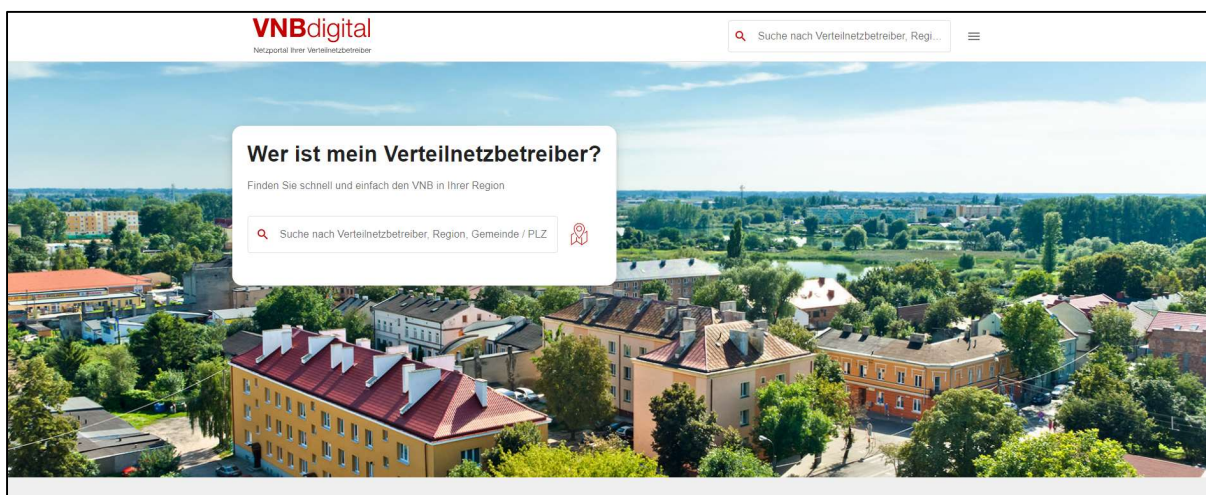 VNBdigital
Netzportal Ihrer Verteilnetzbetreiber
Suche nach Verteilnetzbetreiber, Regi...
Wer ist mein Verteilnetzbetreiber?
Finden Sie schnell und einfach den VNB in Ihrer Region
Suche nach Verteilnetzbetreiber, Region, Gemeinde / PLZ